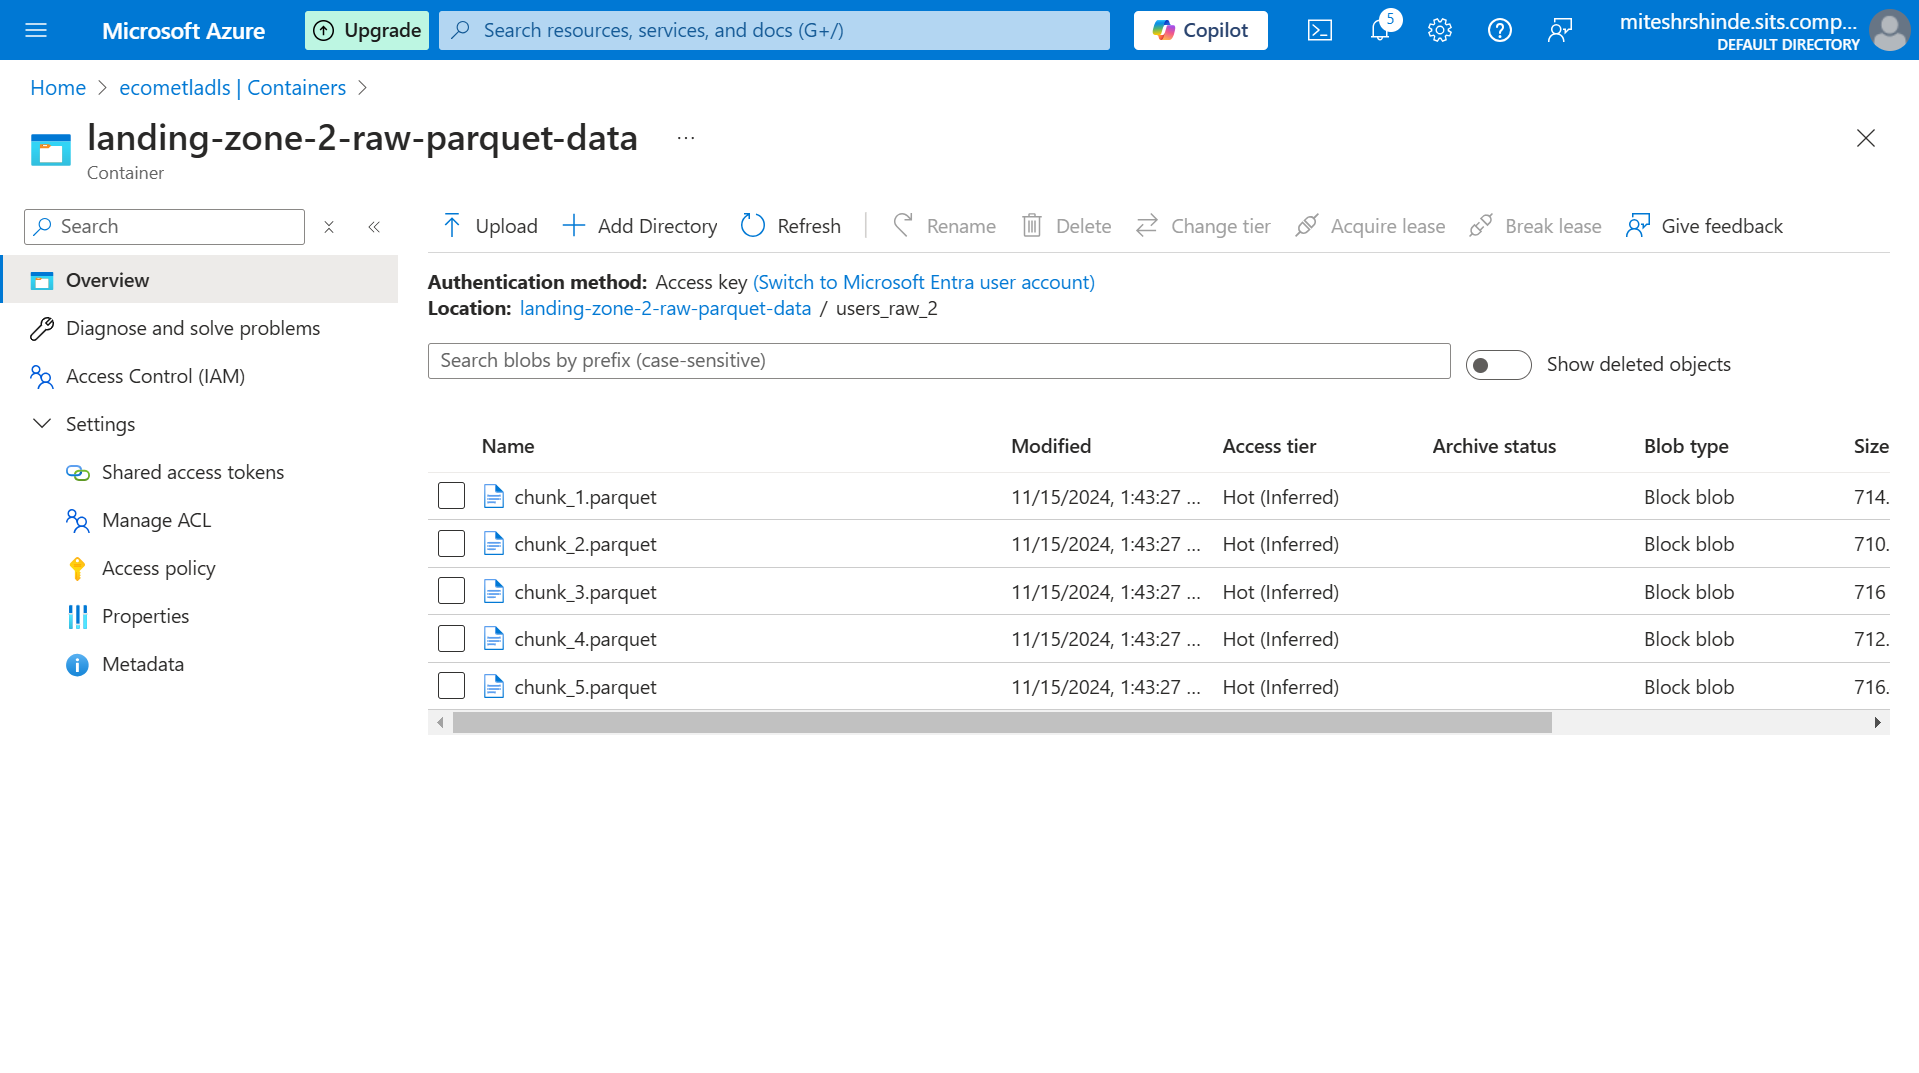 Microsoft Azure
Upgrade
Search resources, services, and docs (G+/)
Copilot
5
miteshrshinde.sits.comp...
DEFAULT DIRECTORY
Home > ecometladls | Containers >
landing-zone-2-raw-parquet-data ...
Container
Search
Upload Add Directory Refresh Rename Delete Change tier Acquire lease Break lease Give feedback
Overview
Diagnose and solve problems
Access Control (IAM)
Settings
Shared access tokens
Manage ACL
Access policy
Properties
Metadata
Authentication method: Access key (Switch to Microsoft Entra user account)
Location: landing-zone-2-raw-parquet-data / users_raw_2
Search blobs by prefix (case-sensitive)
Show deleted objects
Name Modified Access tier Archive status Blob type Size
chunk_1.parquet 11/15/2024, 1:43:27 ... Hot (Inferred) Block blob 714.
chunk_2.parquet 11/15/2024, 1:43:27 ... Hot (Inferred) Block blob 710.
chunk_3.parquet 11/15/2024, 1:43:27 ... Hot (Inferred) Block blob 716
chunk_4.parquet 11/15/2024, 1:43:27 ... Hot (Inferred) Block blob 712.
chunk_5.parquet 11/15/2024, 1:43:27 ... Hot (Inferred) Block blob 716.